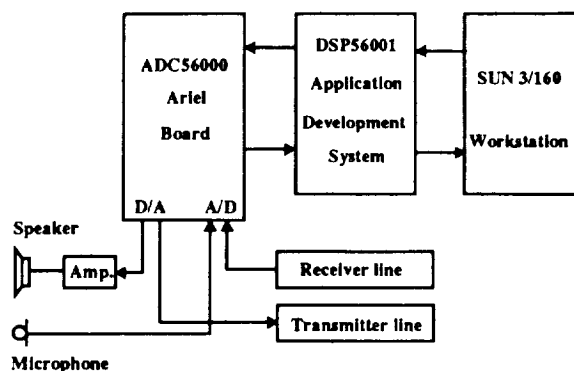 ADC56000
Ariel
Board
D/A A/D
DSP56001
Application
Development
System
SUN 3/160
Workstation
Speaker
Amp.
Receiver line
Transmitter line
Microphone